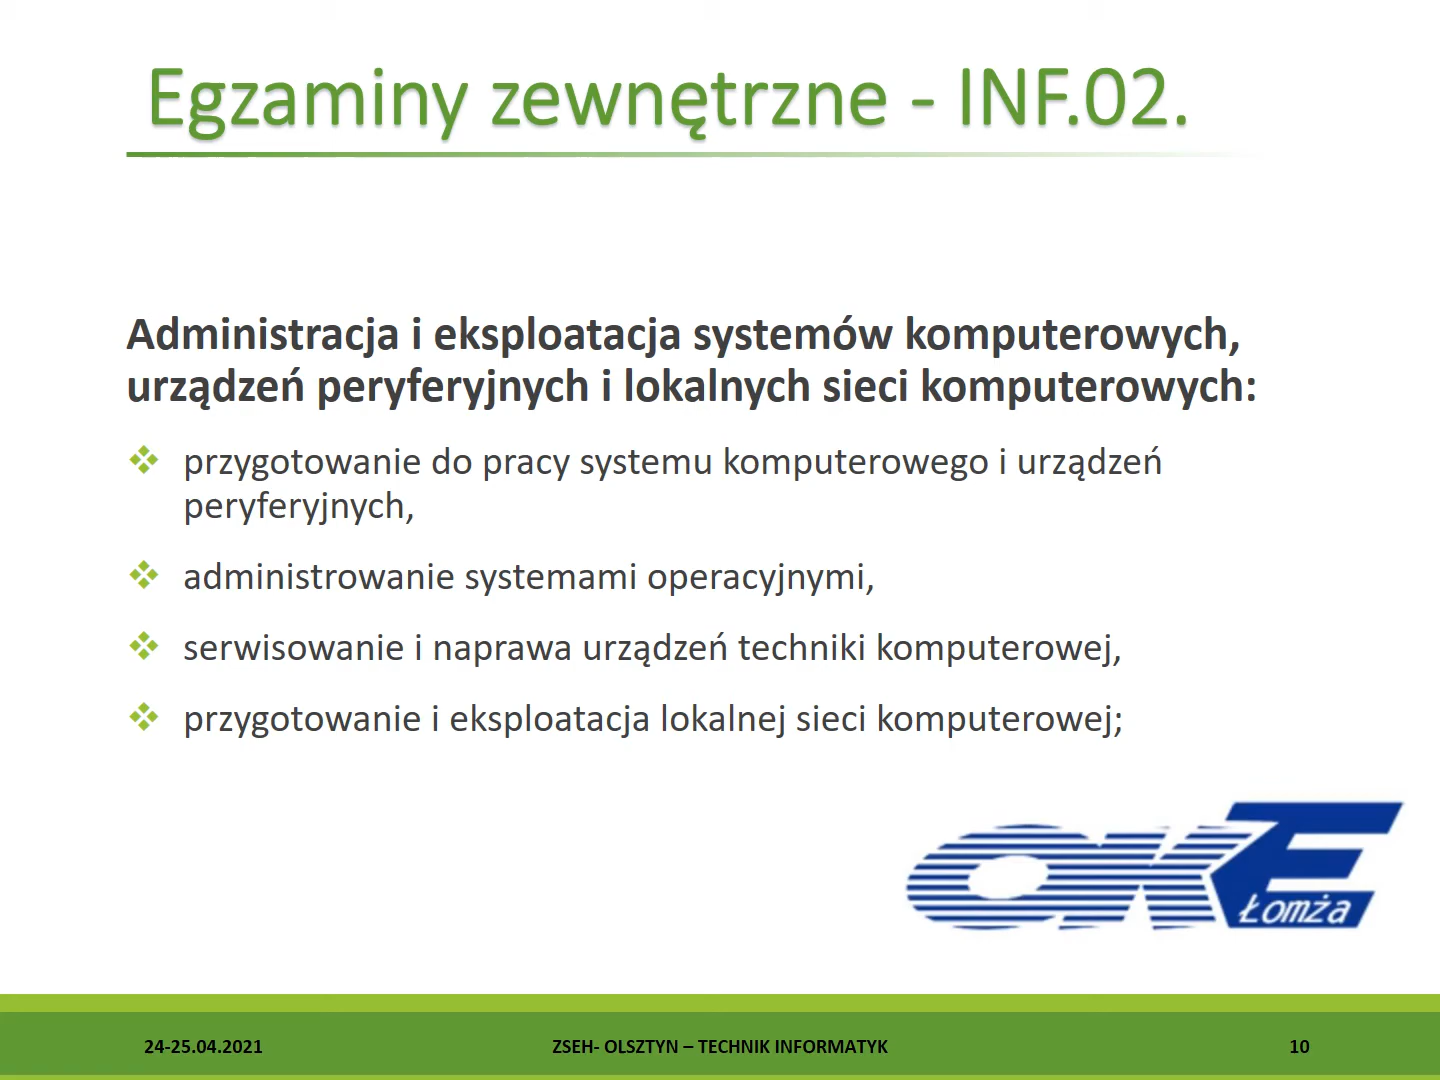 Egzaminy zewnętrzne - INF.02.
Administracja i eksploatacja systemów komputerowych,
urządzeń peryferyjnych i lokalnych sieci komputerowych:
przygotowanie do pracy systemu komputerowego i urządzeń
peryferyjnych,
administrowanie systemami operacyjnymi,
serwisowanie i naprawa urządzeń techniki komputerowej,
przygotowanie i eksploatacja lokalnej sieci komputerowej;
OKE
Łomża
24-25.04.2021 ZSEH- OLSZTYN – TECHNIK INFORMATYK 10